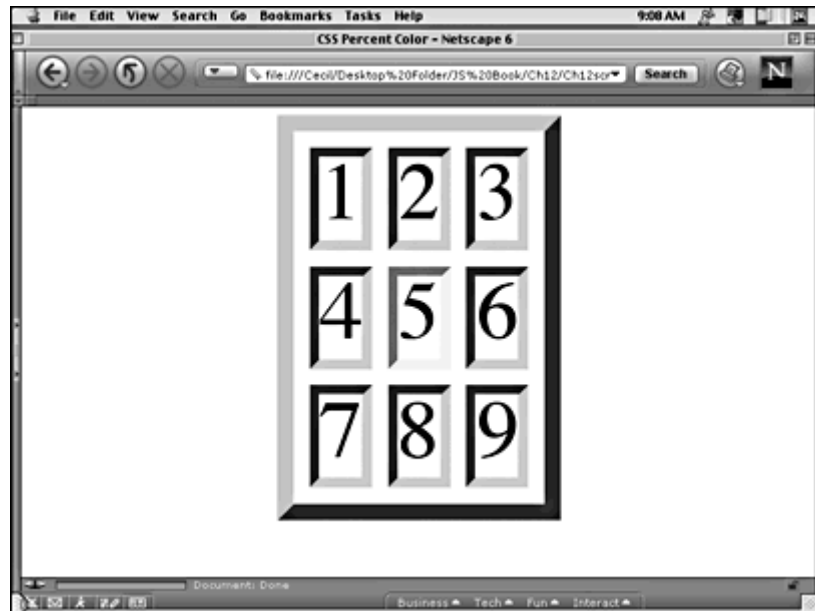 File Edit View Search Go Bookmarks Tasks Help 9:08 AM
CSS Percent Color - Netscape 6
file:///Cecil/Desktop%20Folder/JS%20Book/Ch12/Ch12scr Search N
1 2 3
4 5 6
7 8 9
Document: Done
Business Tech Fun Interact